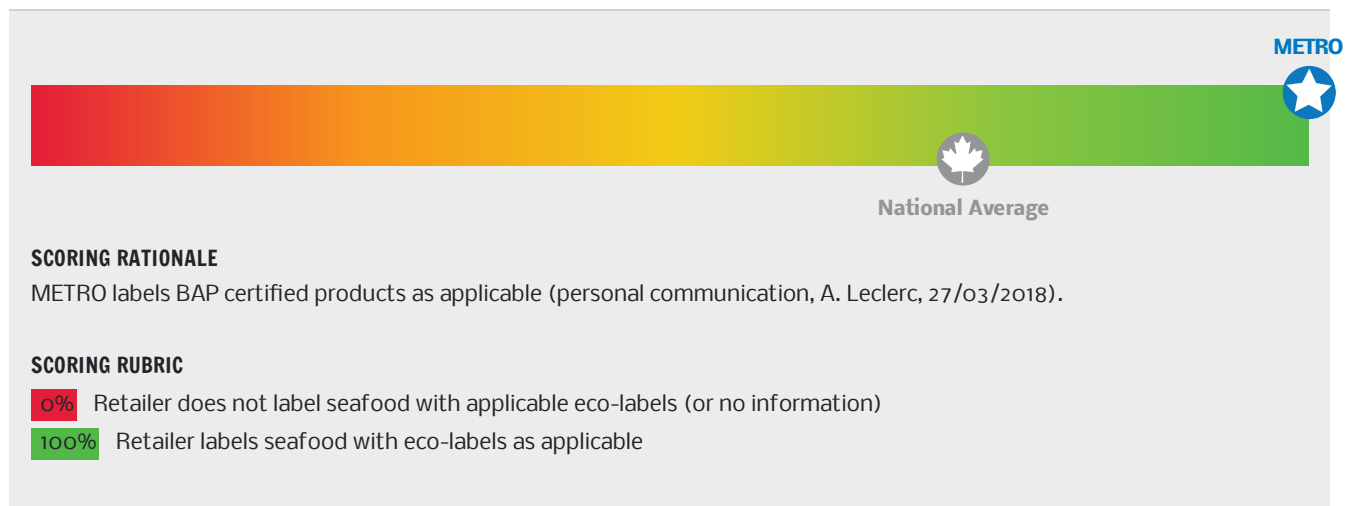 METRO
National Average
SCORING RATIONALE
METRO labels BAP certified products as applicable (personal communication, A. Leclerc, 27/03/2018).
SCORING RUBRIC
0% Retailer does not label seafood with applicable eco-labels (or no information)
100% Retailer labels seafood with eco-labels as applicable